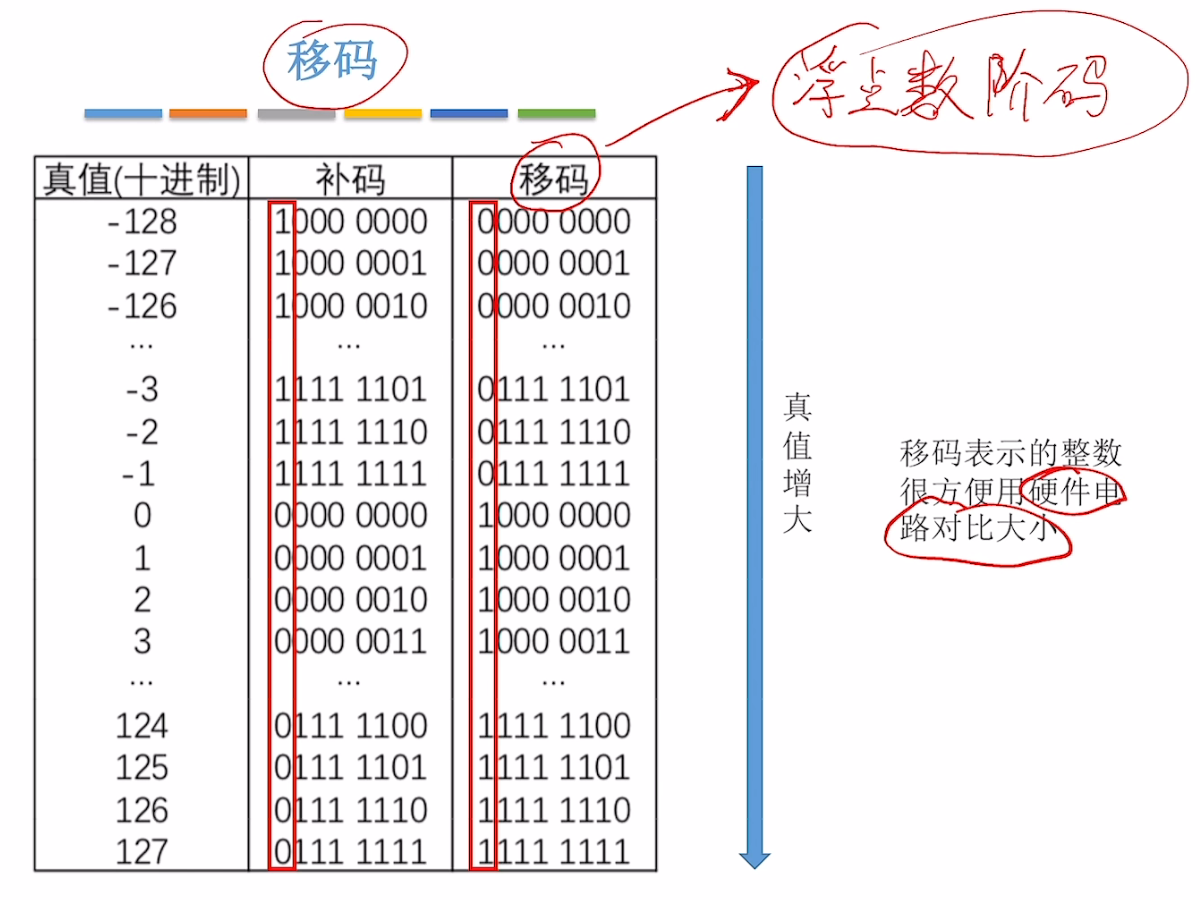 移码
浮点数阶码
真值(十进制) 补码 移码
-128 1000 0000 0000 0000
-127 1000 0001 0000 0001
-126 1000 0010 0000 0010
... ... ...
-3 1111 1101 0111 1101
-2 1111 1110 0111 1110
-1 1111 1111 0111 1111
0 0000 0000 1000 0000
1 0000 0001 1000 0001
2 0000 0010 1000 0010
3 0000 0011 1000 0011
... ... ...
124 0111 1100 1111 1100
125 0111 1101 1111 1101
126 0111 1110 1111 1110
127 0111 1111 1111 1111
真值增大
移码表示的整数
很方便用硬件电
路对比大小